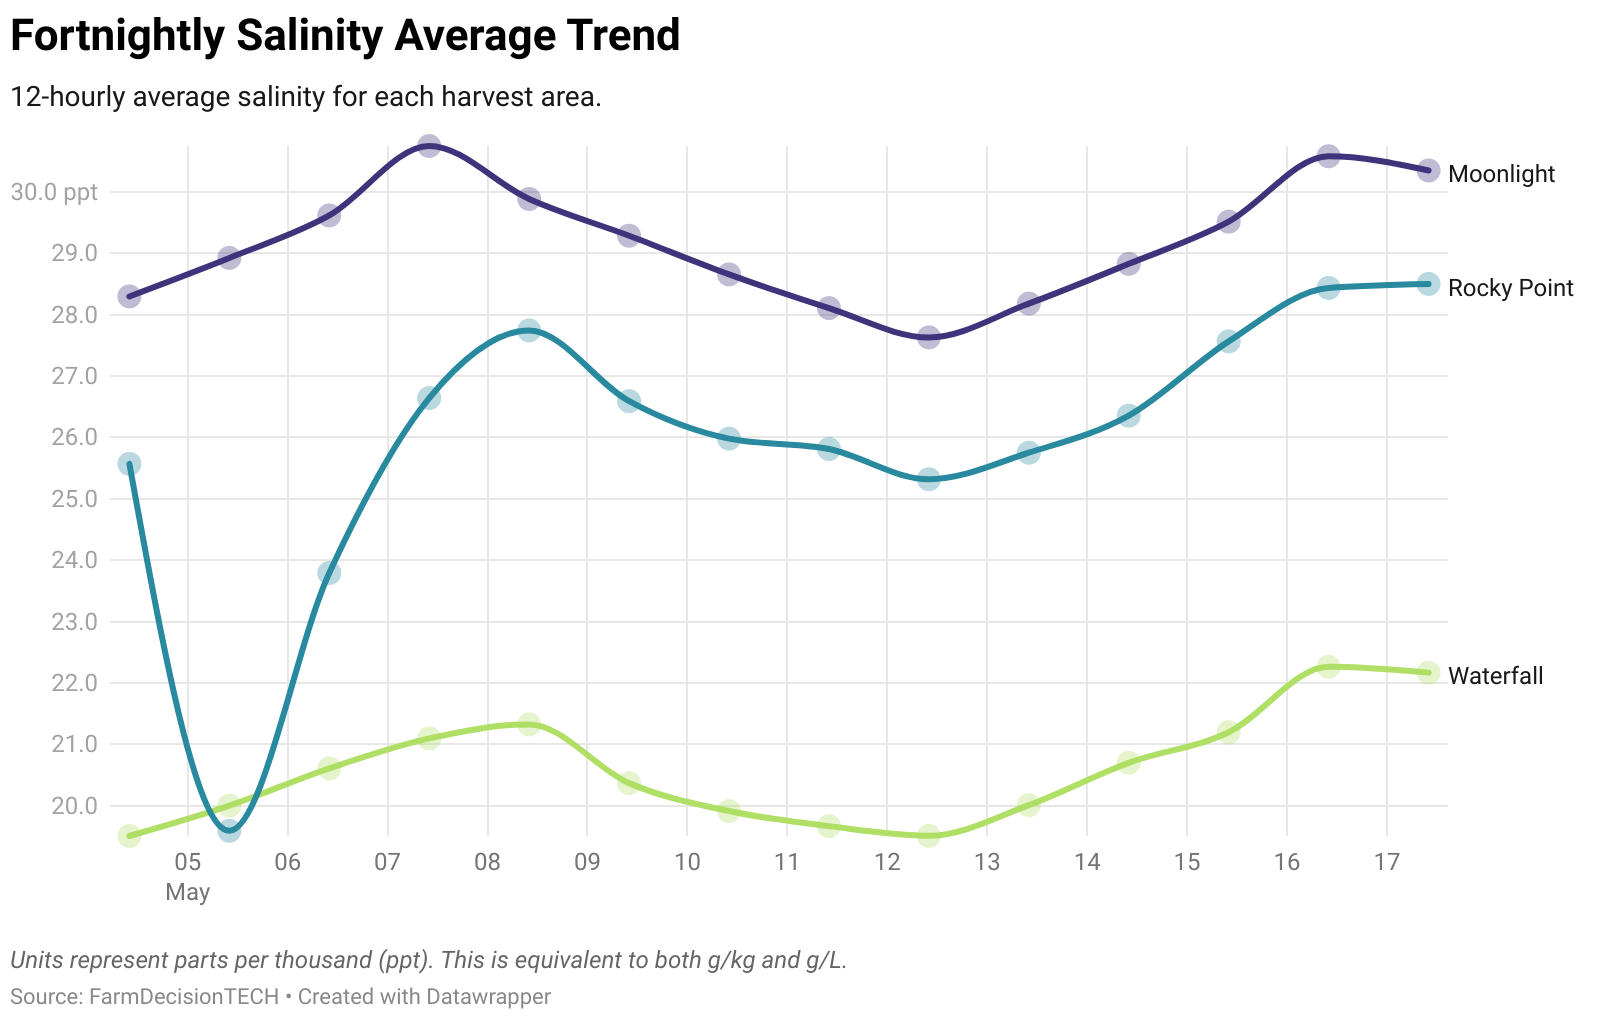 Fortnightly Salinity Average Trend
12-hourly average salinity for each harvest area.
30.0 ppt
29.0
28.0
27.0
26.0
25.0
24.0
23.0
22.0
21.0
20.0
Moonlight
Rocky Point
Waterfall
05 06 07 08 09 10 11 12 13 14 15 16 17
May
Units represent parts per thousand (ppt). This is equivalent to both g/kg and g/L.
Source: FarmDecisionTECH • Created with Datawrapper